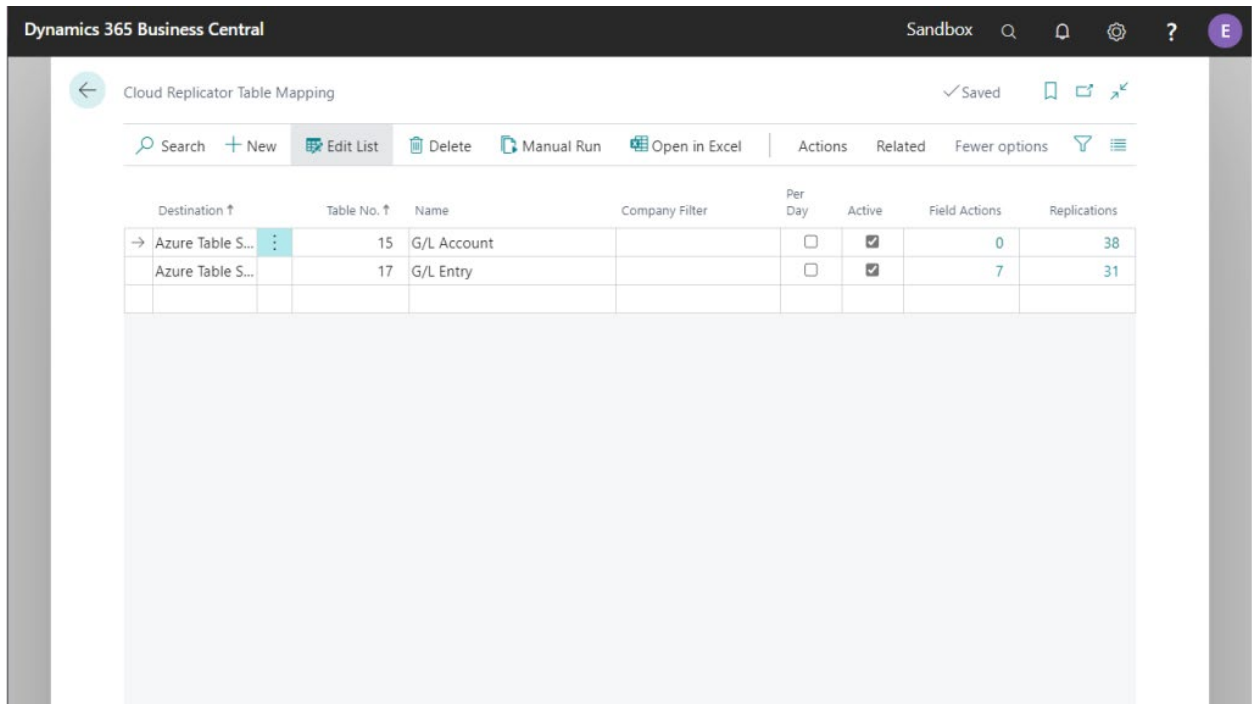 Dynamics 365 Business Central Sandbox ? E
Cloud Replicator Table Mapping Saved
Search New Edit List Delete Manual Run Open in Excel Actions Related Fewer options
Destination ↑ Table No. ↑ Name Company Filter Per Day Active Field Actions Replications
Azure Table S... 15 G/L Account 0 38
Azure Table S... 17 G/L Entry 7 31